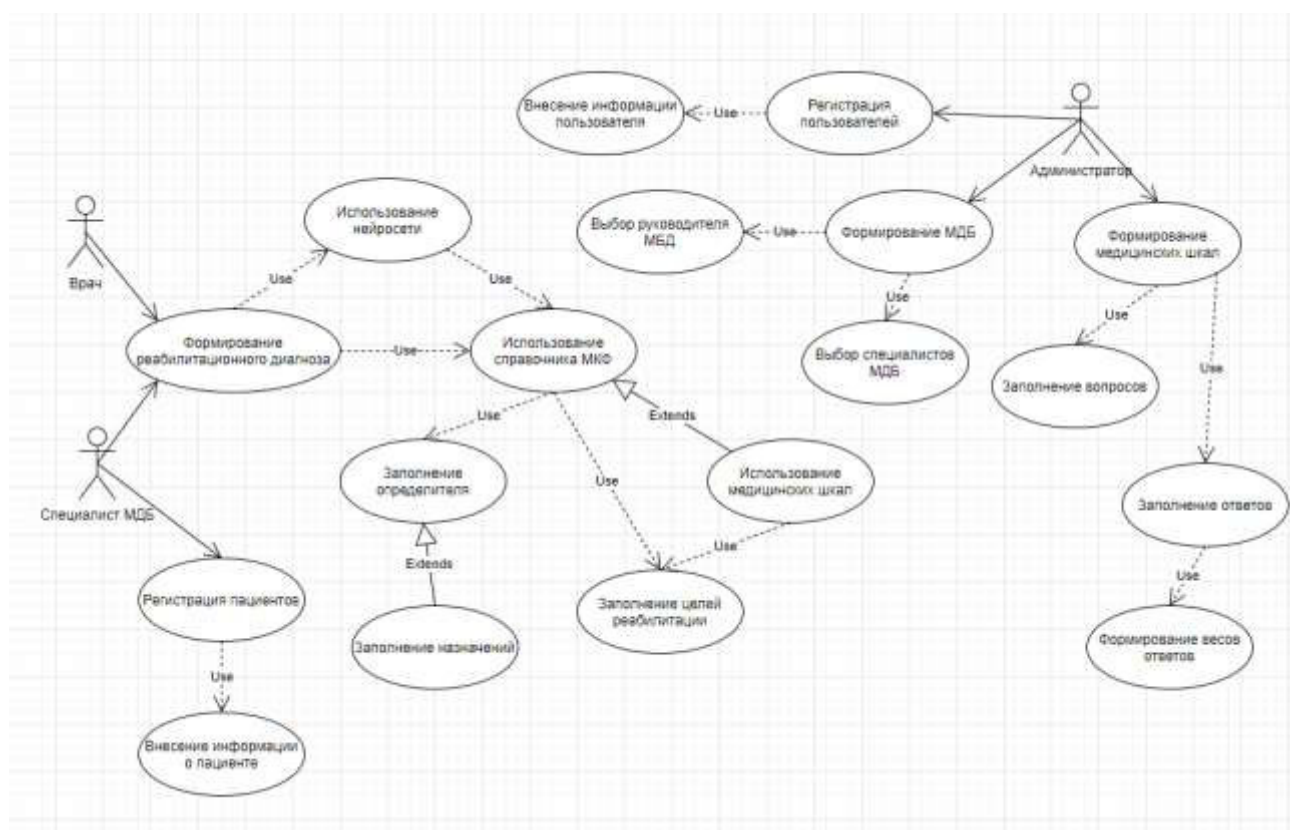 Внесение информации
пользователя
Use
Регистрация
пользователей
Администратор
Использование
нейросети
Выбор руководителя
МБД
Use
Формирование МДБ
Формирование
медицинских шкал
Врач
Use
Use
Use
Use
Формирование
реабилитационного диагноза
Use
Использование
справочника МКФ
Выбор специалистов
МДБ
Use
Заполнение вопросов
Use
Extends
Заполнение
определителя
Use
Использование
медицинских шкал
Специалист МДБ
Заполнение ответов
Extends
Use
Use
Регистрация пациентов
Заполнение целей
реабилитации
Заполнение назначений
Формирование весов
ответов
Use
Внесение информации
о пациенте